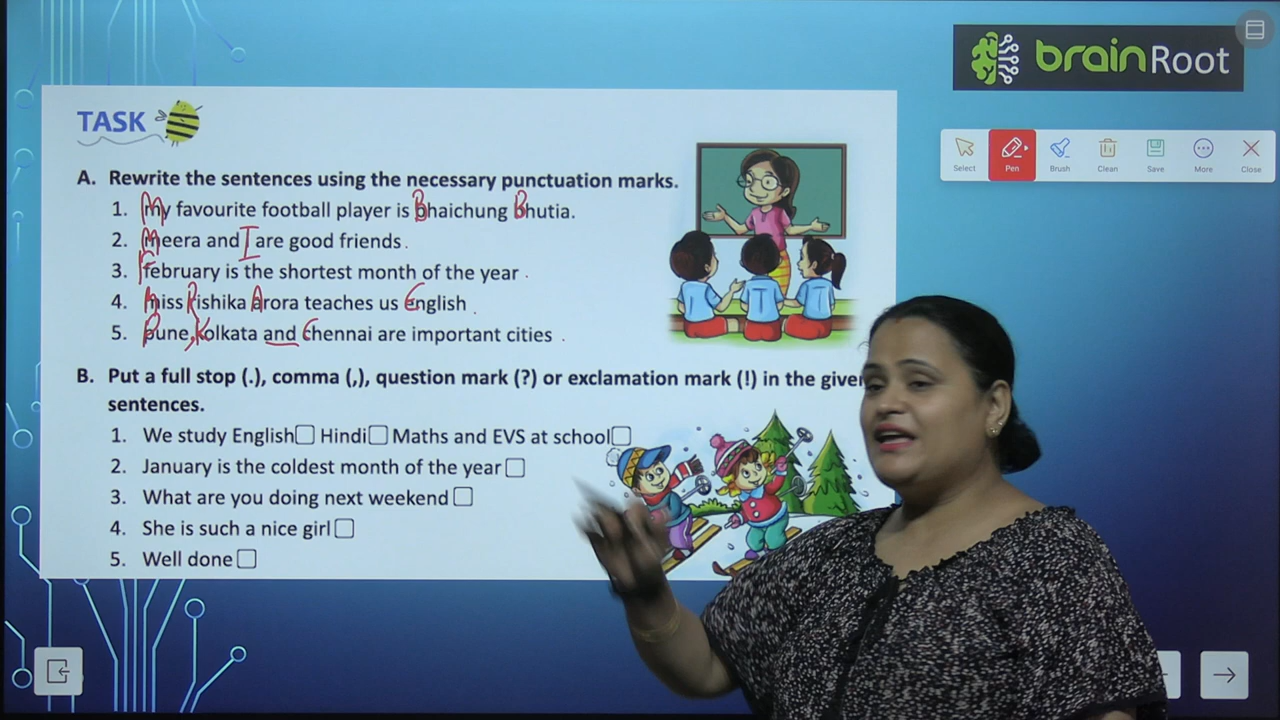 brainRoot
TASK
Select Pen Brush Clean Save More Close
A. Rewrite the sentences using the necessary punctuation marks.
1. My favourite football player is Bhaichung Bhutia.
2. Meera and I are good friends.
3. February is the shortest month of the year.
4. Miss Rishika Arora teaches us English.
5. Pune, Kolkata and Chennai are important cities.
B. Put a full stop (.), comma (,), question mark (?) or exclamation mark (!) in the given
sentences.
1. We study English☐ Hindi☐ Maths and EVS at school☐
2. January is the coldest month of the year☐
3. What are you doing next weekend☐
4. She is such a nice girl☐
5. Well done☐